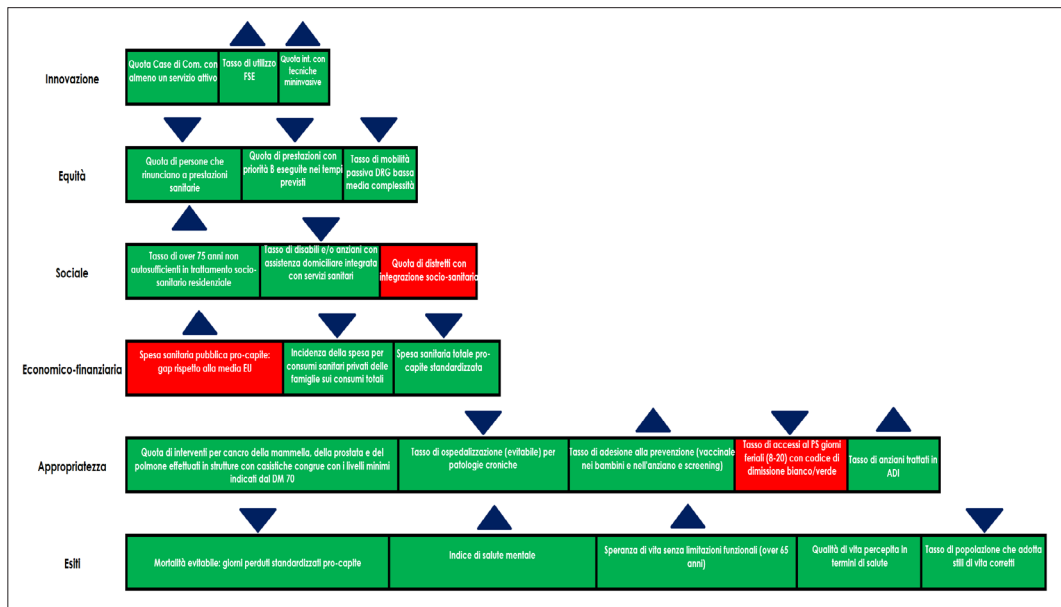 Innovazione
Quota Case di Com. con
almeno un servizio attivo
Tasso di utilizzo
FSE
Quota int. con
tecniche
mininvasive
Equità
Quota di persone che
rinunciano a prestazioni
sanitarie
Quota di prestazioni con
priorità B eseguite nei tempi
previsti
Tasso di mobilità
passiva DRG bassa
media complessità
Sociale
Tasso di over 75 anni non
autosufficienti in trattamento socio-
sanitario residenziale
Tasso di disabili e/o anziani con
assistenza domiciliare integrata
con servizi sanitari
Quota di distretti con
integrazione socio-sanitaria
Economico-finanziaria
Spesa sanitaria pubblica pro-capite:
gap rispetto alla media EU
Incidenza della spesa per
consumi sanitari privati delle
famiglie sui consumi totali
Spesa sanitaria totale pro-
capite standardizzata
Appropriatezza
Quota di interventi per cancro della mammella, della prostata e del
polmone effettuati in strutture con casistiche congrue con i livelli minimi
indicati dal DM 70
Tasso di ospedalizzazione (evitabile) per
patologie croniche
Tasso di adesione alla prevenzione (vaccinale
nei bambini e nell'anziano e screening)
Tasso di accessi al PS giorni
feriali (8-20) con codice di
dimissione bianco/verde
Tasso di anziani trattati in
ADI
Esiti
Mortalità evitabile: giorni perduti standardizzati pro-capite
Indice di salute mentale
Speranza di vita senza limitazioni funzionali (over 65
anni)
Qualità di vita percepita in
termini di salute
Tasso di popolazione che adotta
stili di vita corretti